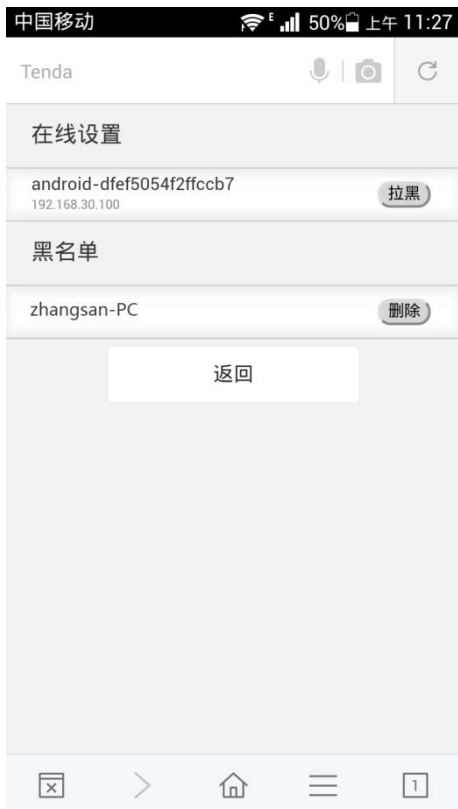 中国移动 E 50% 上午 11:27
Tenda
在线设置
android-dfef5054f2ffccb7
192.168.30.100
拉黑
黑名单
zhangsan-PC
删除
返回
1